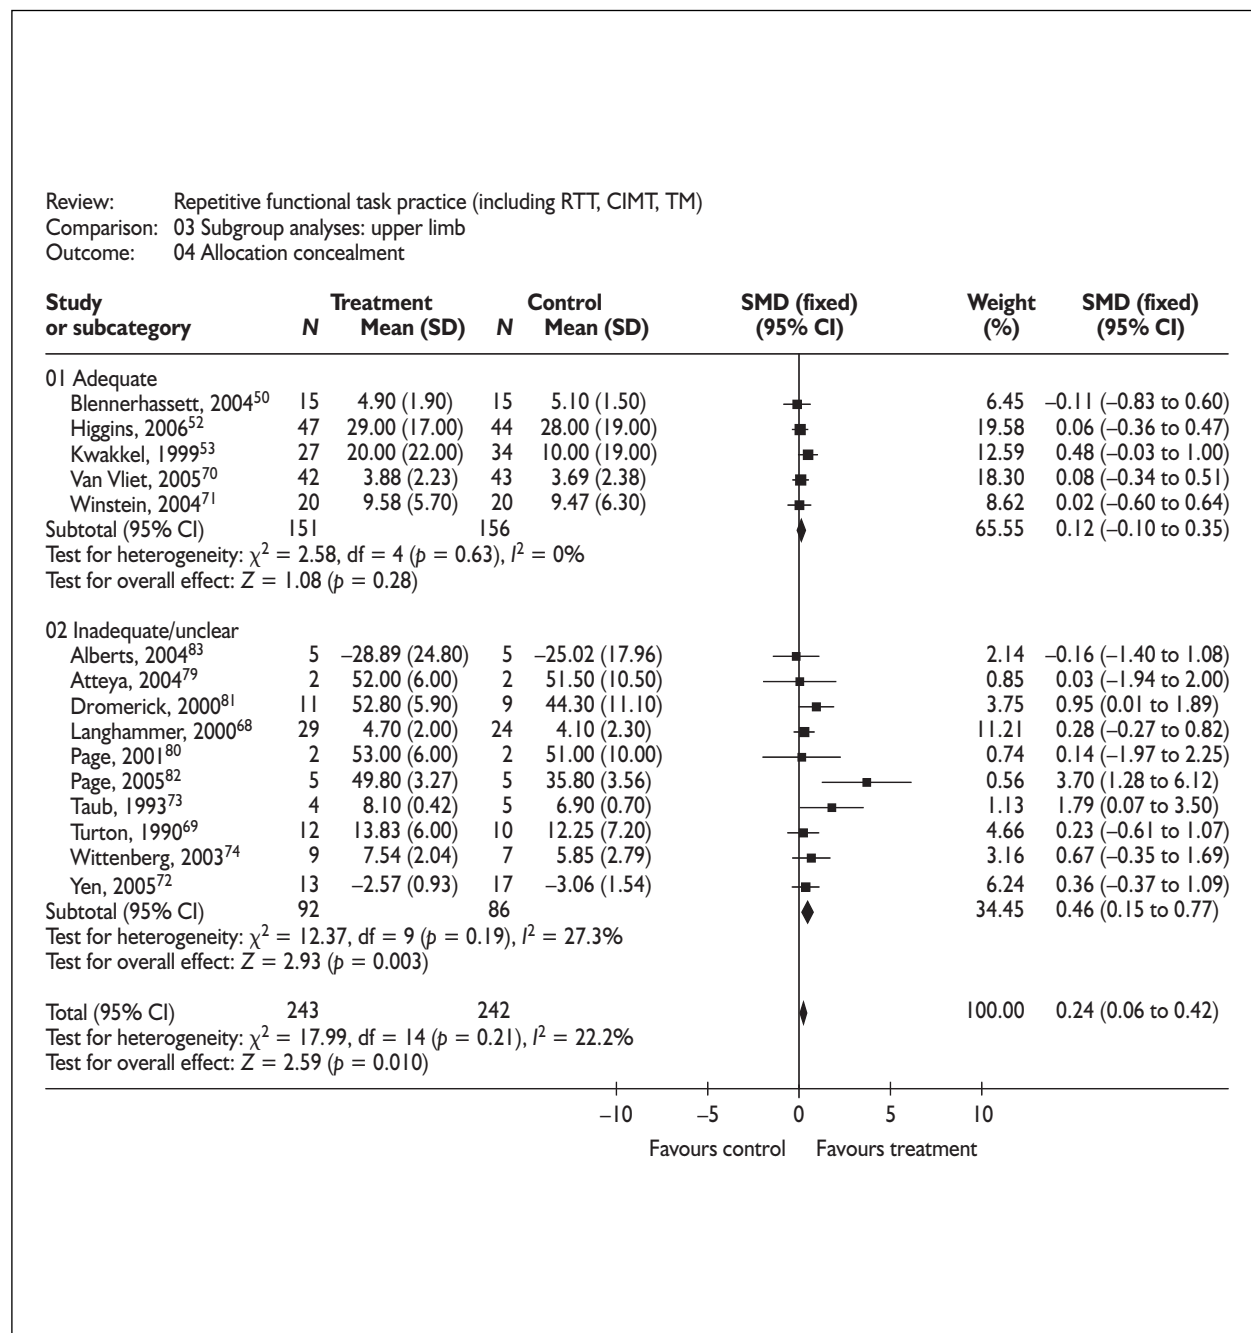 Review: Repetitive functional task practice (including RTT, CIMT, TM)
Comparison: 03 Subgroup analyses: upper limb
Outcome: 04 Allocation concealment
Study Treatment Control SMD (fixed) Weight SMD (fixed)
or subcategory N Mean (SD) N Mean (SD) (95% CI) (%) (95% CI)
01 Adequate
Blennerhassett, 2004⁵⁰ 15 4.90 (1.90) 15 5.10 (1.50) 6.45 –0.11 (–0.83 to 0.60)
Higgins, 2006⁵² 47 29.00 (17.00) 44 28.00 (19.00) 19.58 0.06 (–0.36 to 0.47)
Kwakkel, 1999⁵³ 27 20.00 (22.00) 34 10.00 (19.00) 12.59 0.48 (–0.03 to 1.00)
Van Vliet, 2005⁷⁰ 42 3.88 (2.23) 43 3.69 (2.38) 18.30 0.08 (–0.34 to 0.51)
Winstein, 2004⁷¹ 20 9.58 (5.70) 20 9.47 (6.30) 8.62 0.02 (–0.60 to 0.64)
Subtotal (95% CI) 151 156 65.55 0.12 (–0.10 to 0.35)
Test for heterogeneity: χ² = 2.58, df = 4 (p = 0.63), I² = 0%
Test for overall effect: Z = 1.08 (p = 0.28)
02 Inadequate/unclear
Alberts, 2004⁸³ 5 –28.89 (24.80) 5 –25.02 (17.96) 2.14 –0.16 (–1.40 to 1.08)
Atteya, 2004⁷⁹ 2 52.00 (6.00) 2 51.50 (10.50) 0.85 0.03 (–1.94 to 2.00)
Dromerick, 2000⁸¹ 11 52.80 (5.90) 9 44.30 (11.10) 3.75 0.95 (0.01 to 1.89)
Langhammer, 2000⁶⁸ 29 4.70 (2.00) 24 4.10 (2.30) 11.21 0.28 (–0.27 to 0.82)
Page, 2001⁸⁰ 2 53.00 (6.00) 2 51.00 (10.00) 0.74 0.14 (–1.97 to 2.25)
Page, 2005⁸² 5 49.80 (3.27) 5 35.80 (3.56) 0.56 3.70 (1.28 to 6.12)
Taub, 1993⁷³ 4 8.10 (0.42) 5 6.90 (0.70) 1.13 1.79 (0.07 to 3.50)
Turton, 1990⁶⁹ 12 13.83 (6.00) 10 12.25 (7.20) 4.66 0.23 (–0.61 to 1.07)
Wittenberg, 2003⁷⁴ 9 7.54 (2.04) 7 5.85 (2.79) 3.16 0.67 (–0.35 to 1.69)
Yen, 2005⁷² 13 –2.57 (0.93) 17 –3.06 (1.54) 6.24 0.36 (–0.37 to 1.09)
Subtotal (95% CI) 92 86 34.45 0.46 (0.15 to 0.77)
Test for heterogeneity: χ² = 12.37, df = 9 (p = 0.19), I² = 27.3%
Test for overall effect: Z = 2.93 (p = 0.003)
Total (95% CI) 243 242 100.00 0.24 (0.06 to 0.42)
Test for heterogeneity: χ² = 17.99, df = 14 (p = 0.21), I² = 22.2%
Test for overall effect: Z = 2.59 (p = 0.010)
–10 –5 0 5 10
Favours control Favours treatment